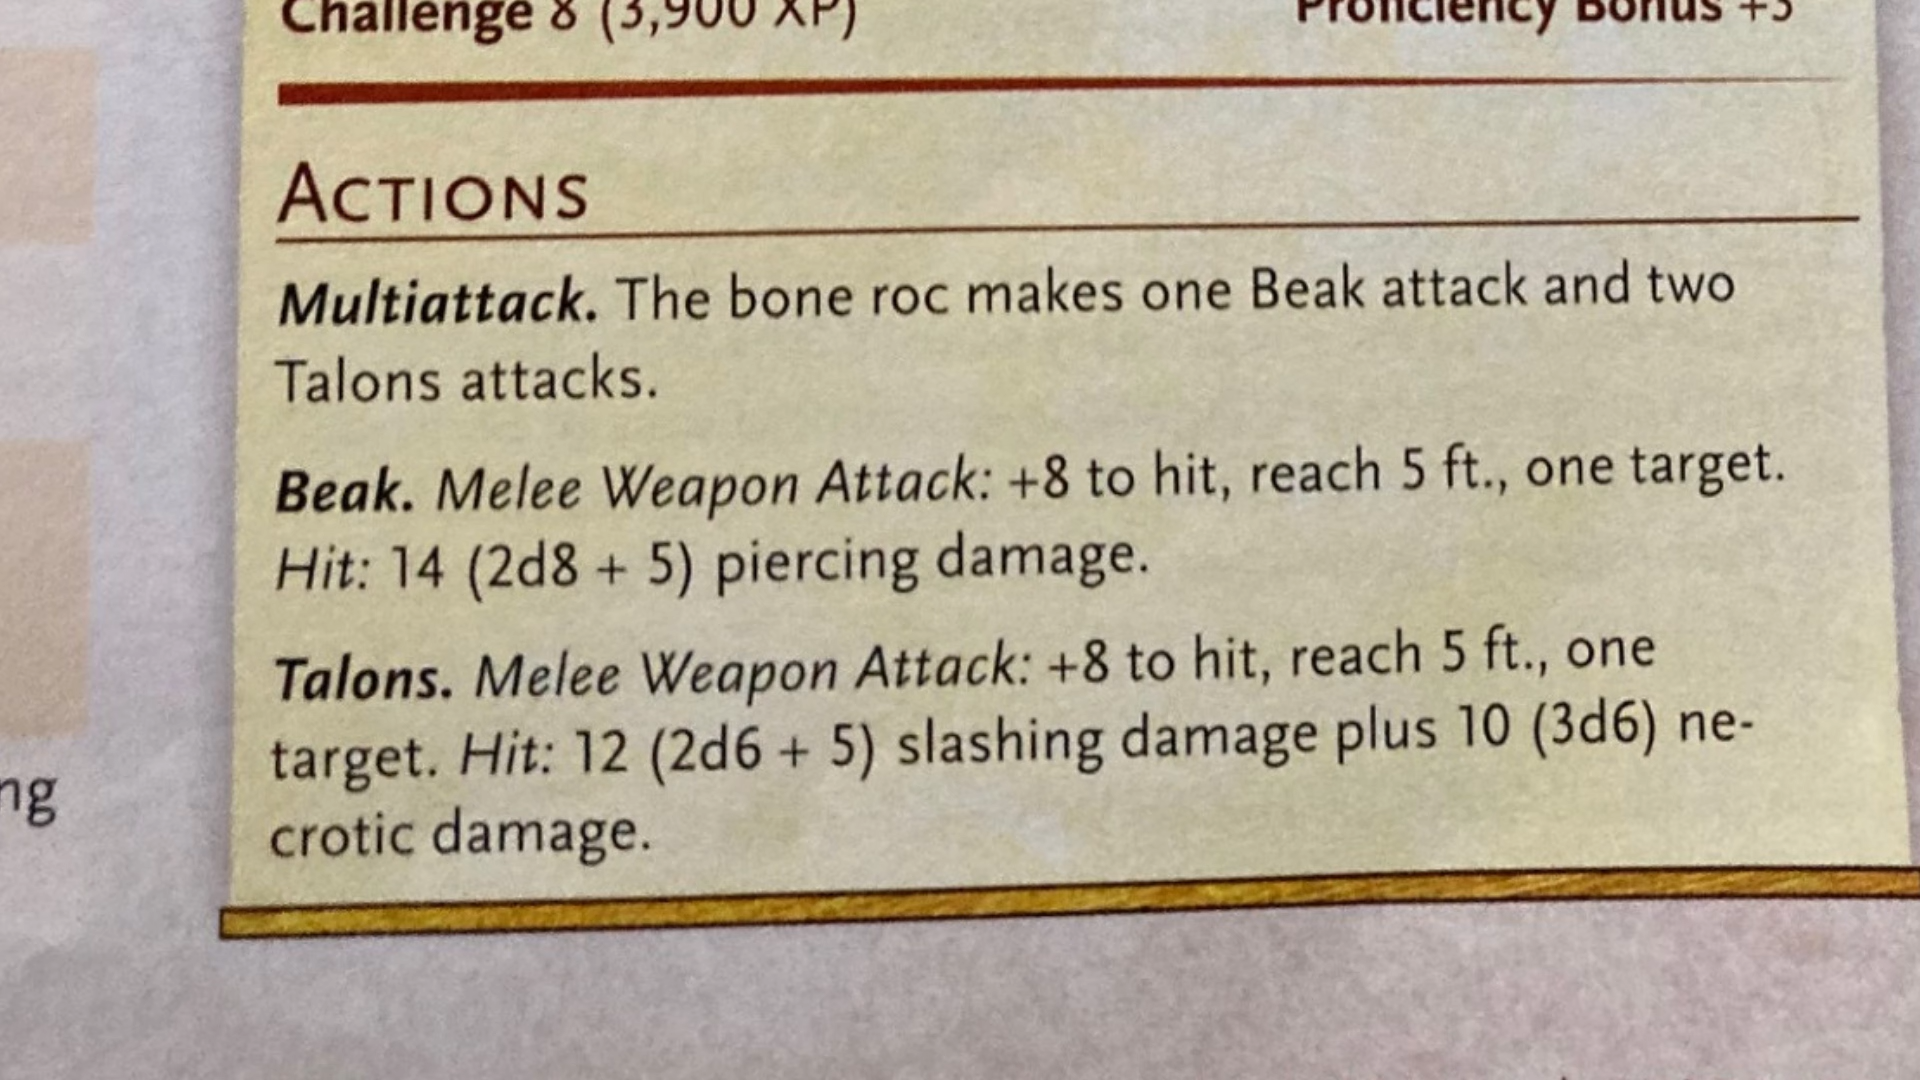 Challenge 8 (3,900 XP) Proficiency Bonus +3
ACTIONS
Multiattack. The bone roc makes one Beak attack and two
Talons attacks.
Beak. Melee Weapon Attack: +8 to hit, reach 5 ft., one target.
Hit: 14 (2d8 + 5) piercing damage.
Talons. Melee Weapon Attack: +8 to hit, reach 5 ft., one
target. Hit: 12 (2d6 + 5) slashing damage plus 10 (3d6) ne-
crotic damage.
ng